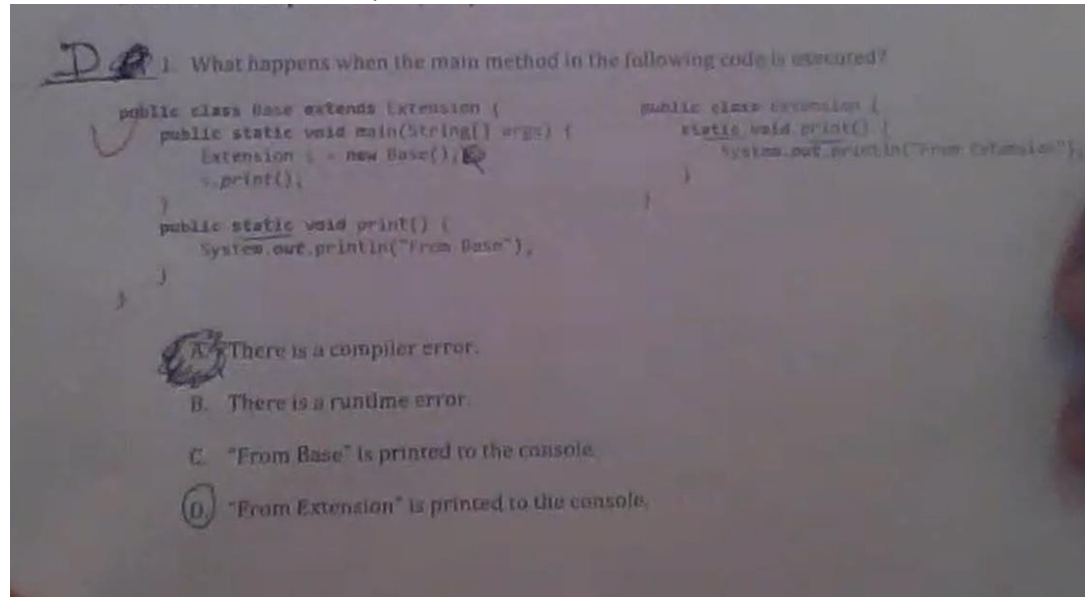 D 1. What happens when the main method in the following code is executed?
public class Base extends Extension {
public static void main(String[] args) {
Extension s = new Base();
s.print();
}
public static void print() {
System.out.println("From Base");
}
}
public class Extension {
static void print() {
System.out.println("From Extension");
}
}
A. There is a compiler error.
B. There is a runtime error.
C. "From Base" is printed to the console.
D. "From Extension" is printed to the console.